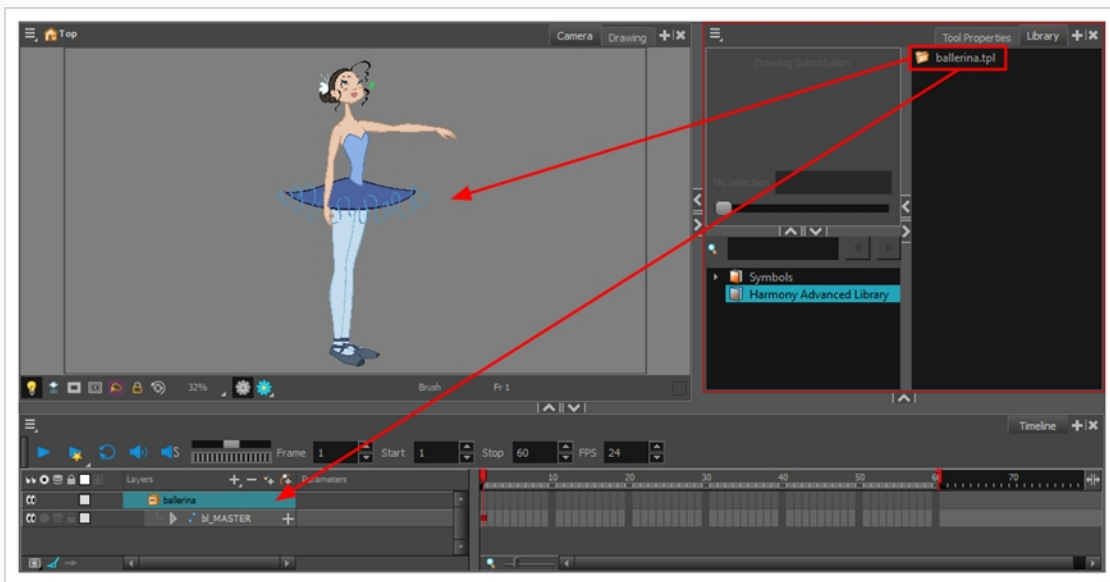 Top
Camera
Drawing
Tool Properties
Library
Drawing Substitution
ballerina.tpl
No selection
Symbols
Harmony Advanced Library
32%
Brush
Fr 1
Timeline
S
Frame 1 Start 1 Stop 60 FPS 24
Layers
Parameters
10 20 30 40 50 60 70
ballerina
bl_MASTER